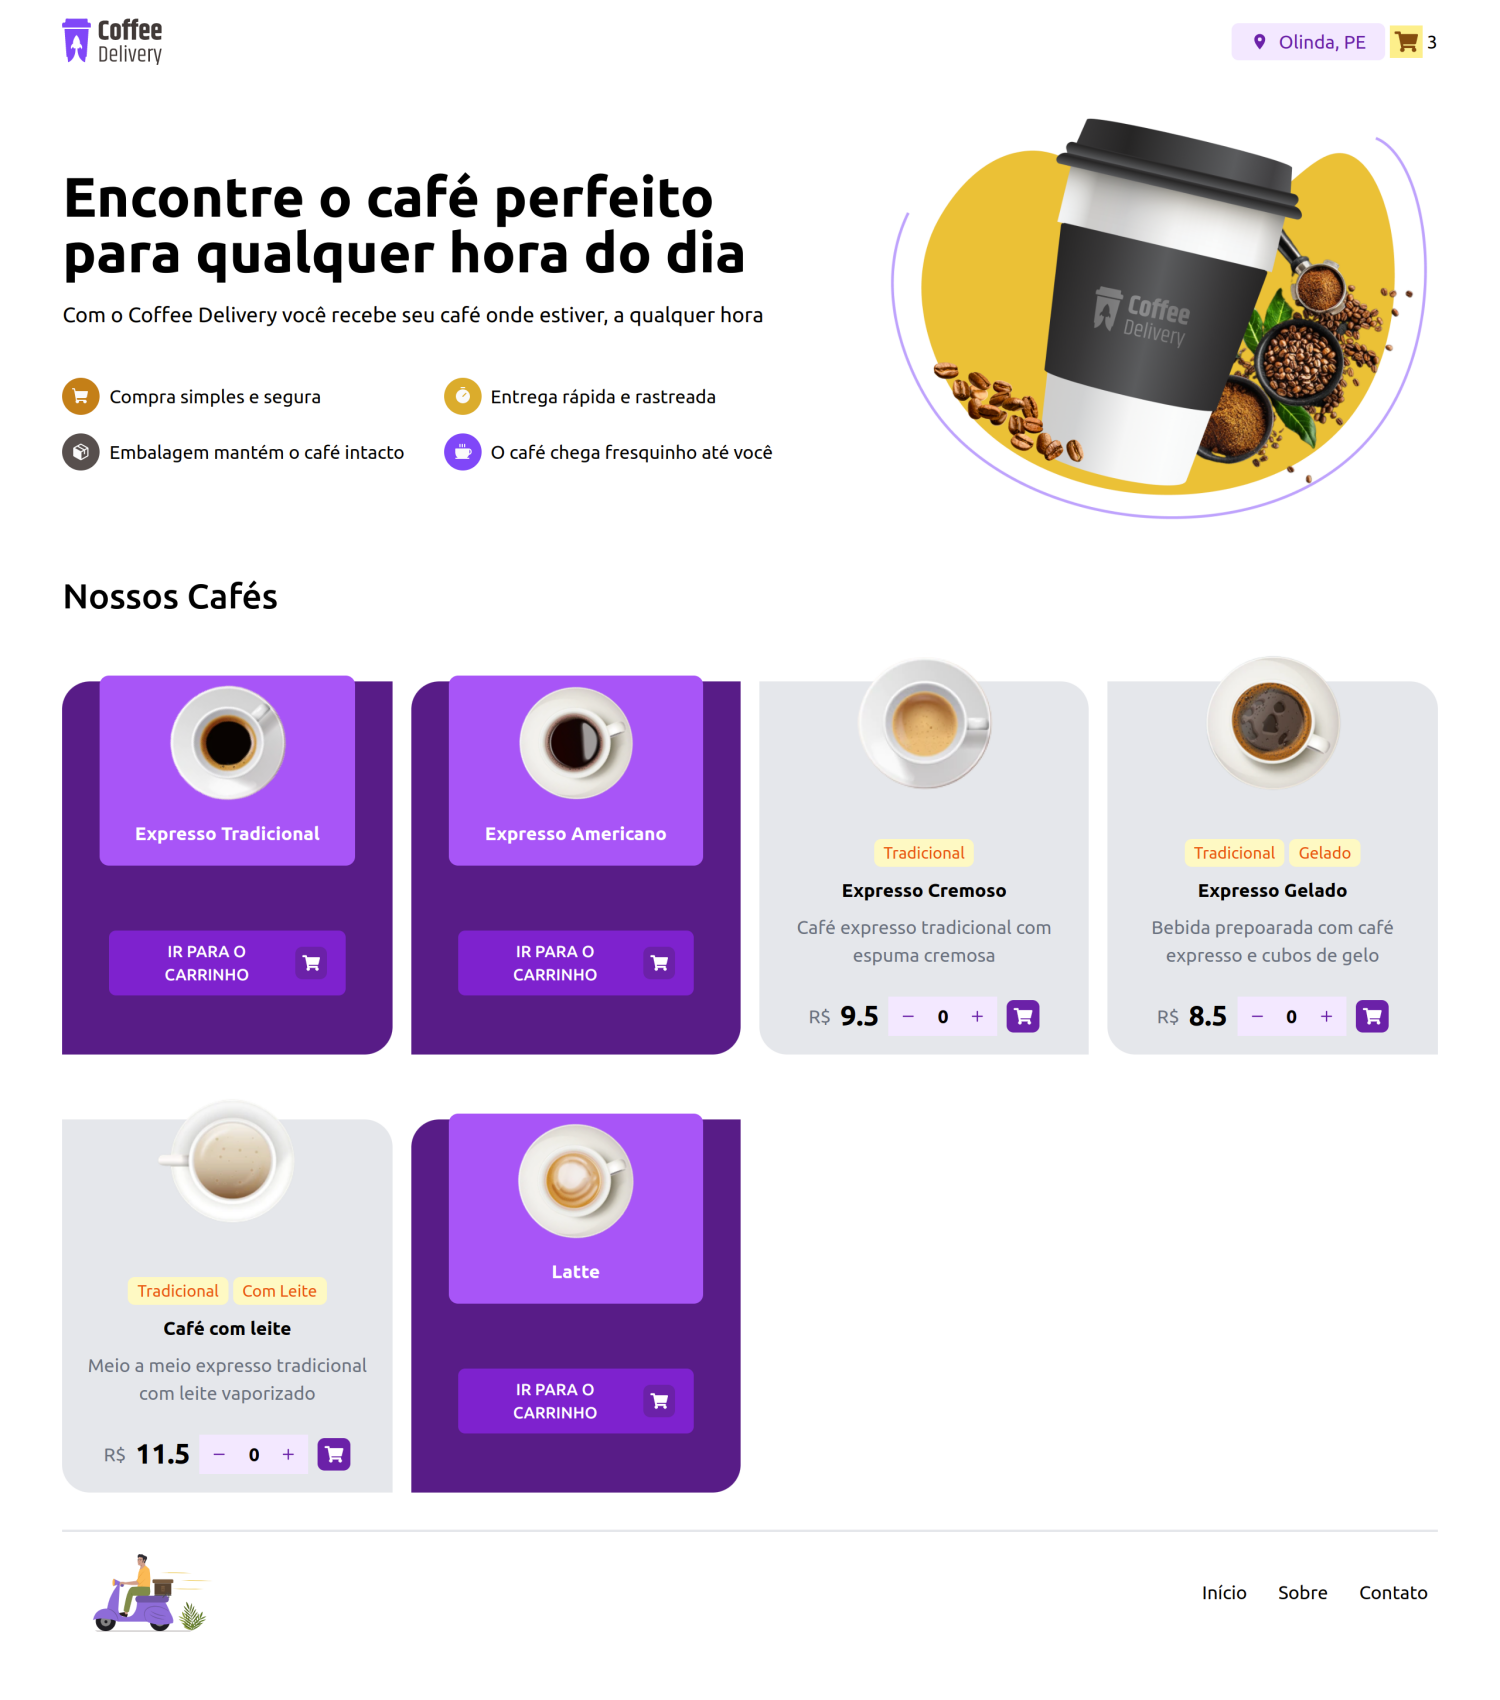 Coffee
Delivery
Olinda, PE
3
Encontre o café perfeito
para qualquer hora do dia
Com o Coffee Delivery você recebe seu café onde estiver, a qualquer hora
Compra simples e segura
Entrega rápida e rastreada
Embalagem mantém o café intacto
O café chega fresquinho até você
Coffee
Delivery
Nossos Cafés
Expresso Tradicional
IR PARA O
CARRINHO
Expresso Americano
IR PARA O
CARRINHO
Tradicional
Expresso Cremoso
Café expresso tradicional com
espuma cremosa
R$ 9.5 − 0 +
Tradicional Gelado
Expresso Gelado
Bebida prepoarada com café
expresso e cubos de gelo
R$ 8.5 − 0 +
Tradicional Com Leite
Café com leite
Meio a meio expresso tradicional
com leite vaporizado
R$ 11.5 − 0 +
Latte
IR PARA O
CARRINHO
Início Sobre Contato